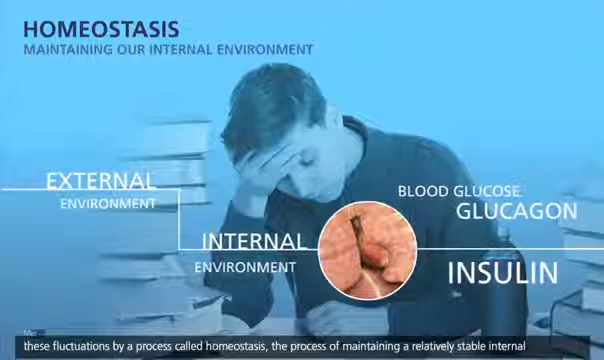 HOMEOSTASIS
MAINTAINING OUR INTERNAL ENVIRONMENT
EXTERNAL
ENVIRONMENT
BLOOD GLUCOSE.
GLUCAGON
INTERNAL
ENVIRONMENT
INSULIN
these fluctuations by a process called homeostasis, the process of maintaining a relatively stable internal